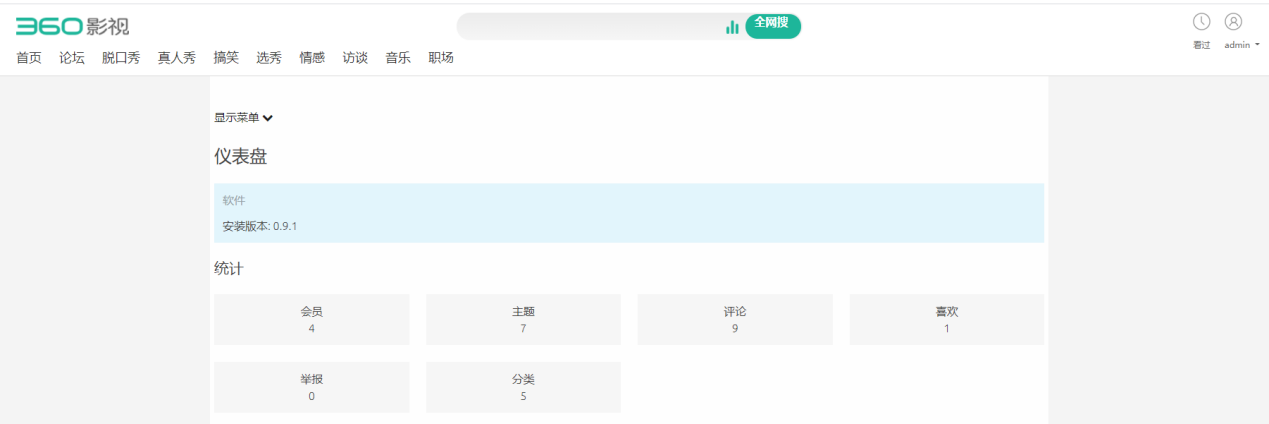 360影视
全网搜
看过
admin
首页 论坛 脱口秀 真人秀 搞笑 选秀 情感 访谈 音乐 职场
显示菜单
仪表盘
软件
安装版本: 0.9.1
统计
会员 主题 评论 喜欢
4 7 9 1
举报 分类
0 5